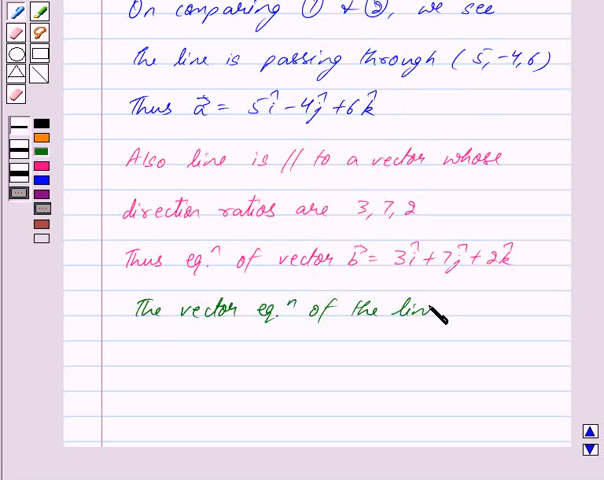 On comparing ① & ②, we see
the line is passing through (5, -4, 6)
Thus a⃗ = 5î - 4ĵ + 6k̂
Also line is // to a vector whose
direction ratios are 3, 7, 2
Thus eq.ⁿ of vector b⃗ = 3î + 7ĵ + 2k̂
The vector eq.ⁿ of the lin